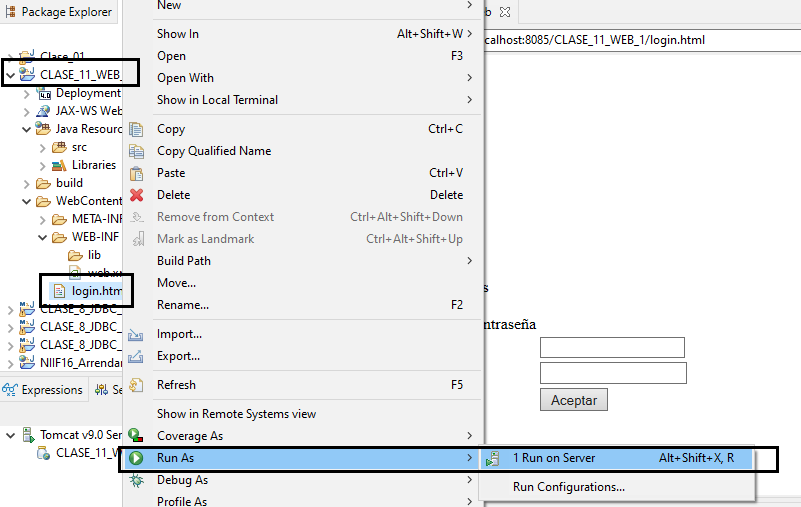 Package Explorer
Clase_01
CLASE_11_WEB_
Deployment
4.0
JAX-WS Web
Java Resourc
src
Libraries
build
WebContent
META-INF
WEB-INF
lib
web.x
login.htm
CLASE_8_JDBC_
CLASE_8_JDBC_
CLASE_8_JDBC_
NIIF16_Arrendar
Expressions
Se
Tomcat v9.0 Ser
CLASE_11_W
New
Show In Alt+Shift+W
Open F3
Open With
Show in Local Terminal
Copy Ctrl+C
Copy Qualified Name
Paste Ctrl+V
Delete Delete
Remove from Context Ctrl+Alt+Shift+Down
Mark as Landmark Ctrl+Alt+Shift+Up
Build Path
Move...
Rename... F2
Import...
Export...
Refresh F5
Show in Remote Systems view
Coverage As
Run As
Debug As
Profile As
1 Run on Server Alt+Shift+X, R
Run Configurations...
b
calhost:8085/CLASE_11_WEB_1/login.html
s
ntraseña
Aceptar